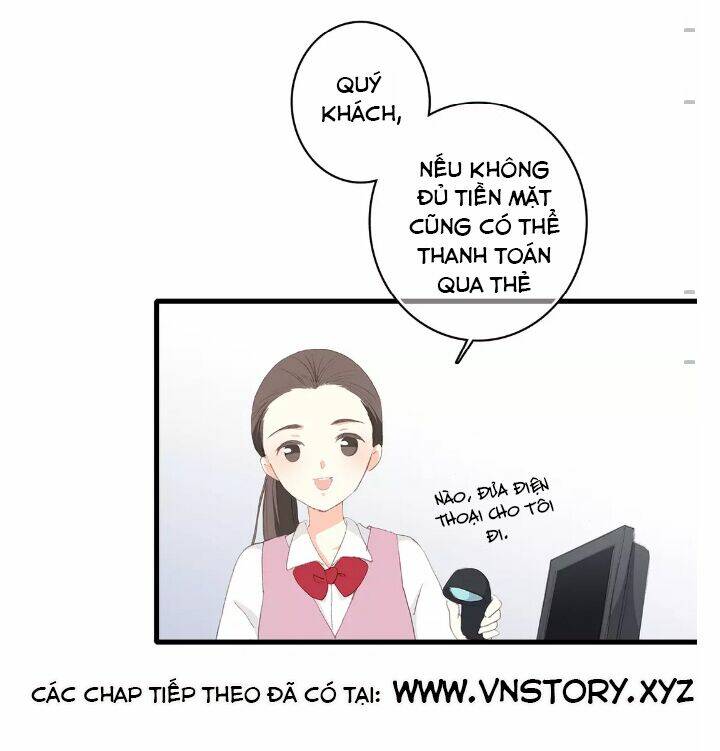 QUÝ
KHÁCH,
NẾU KHÔNG
ĐỦ TIỀN MẶT
CŨNG CÓ THỂ
THANH TOÁN
QUA THẺ
NÀO, ĐƯA ĐIỆN
THOẠI CHO TÔI
ĐI.
CÁC CHAP TIẾP THEO ĐÃ CÓ TẠI: WWW.VNSTORY.XYZ